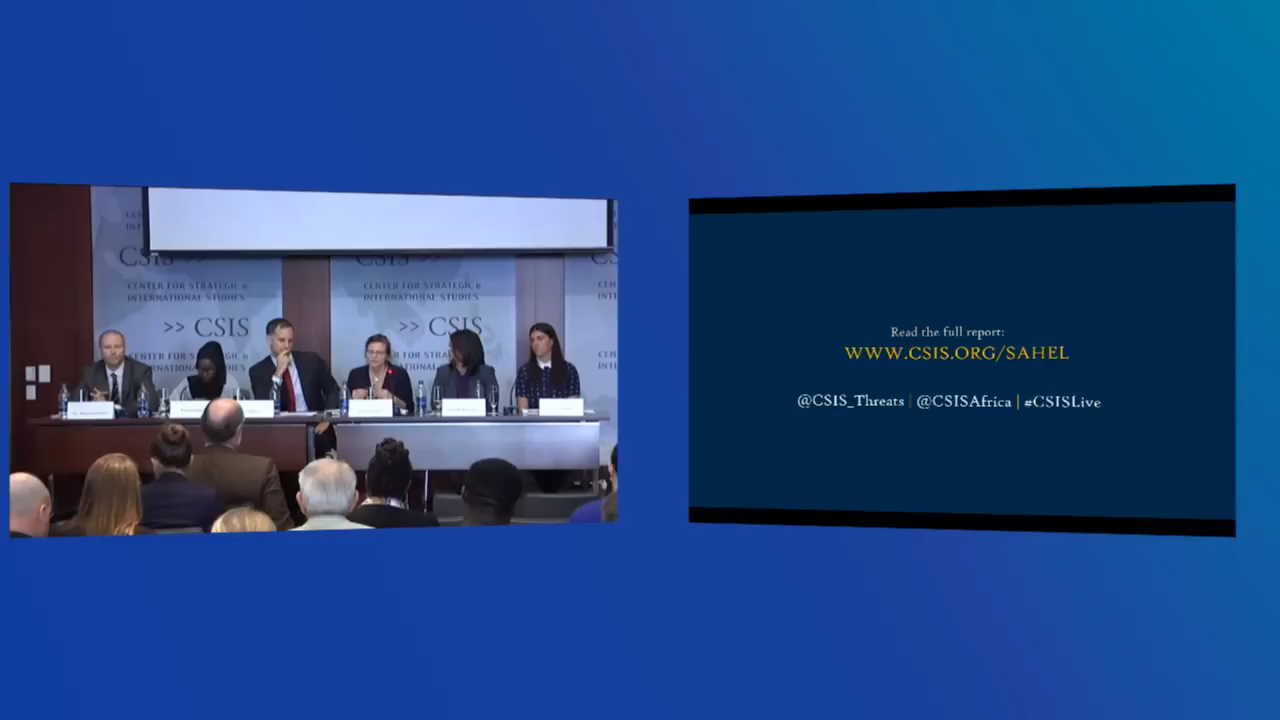 CSIS >>
CSIS >>
CENTER FOR STRATEGIC &
INTERNATIONAL STUDIES
CENTER FOR STRATEGIC &
INTERNATIONAL STUDIES
>> CSIS
>> CSIS
Read the full report:
WWW.CSIS.ORG/SAHEL
@CSIS_Threats | @CSISAfrica | #CSISLive